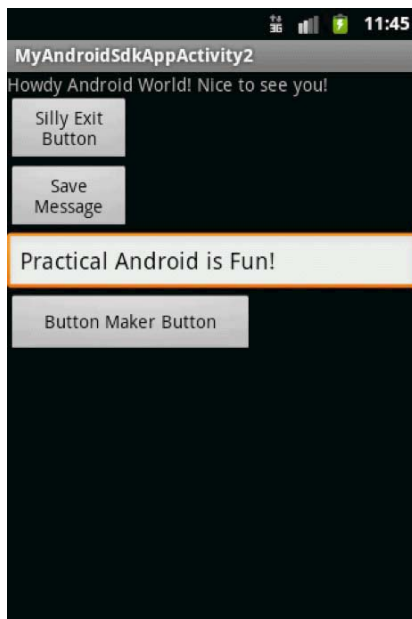 3G 11:45
MyAndroidSdkAppActivity2
Howdy Android World! Nice to see you!
Silly Exit
Button
Save
Message
Practical Android is Fun!
Button Maker Button